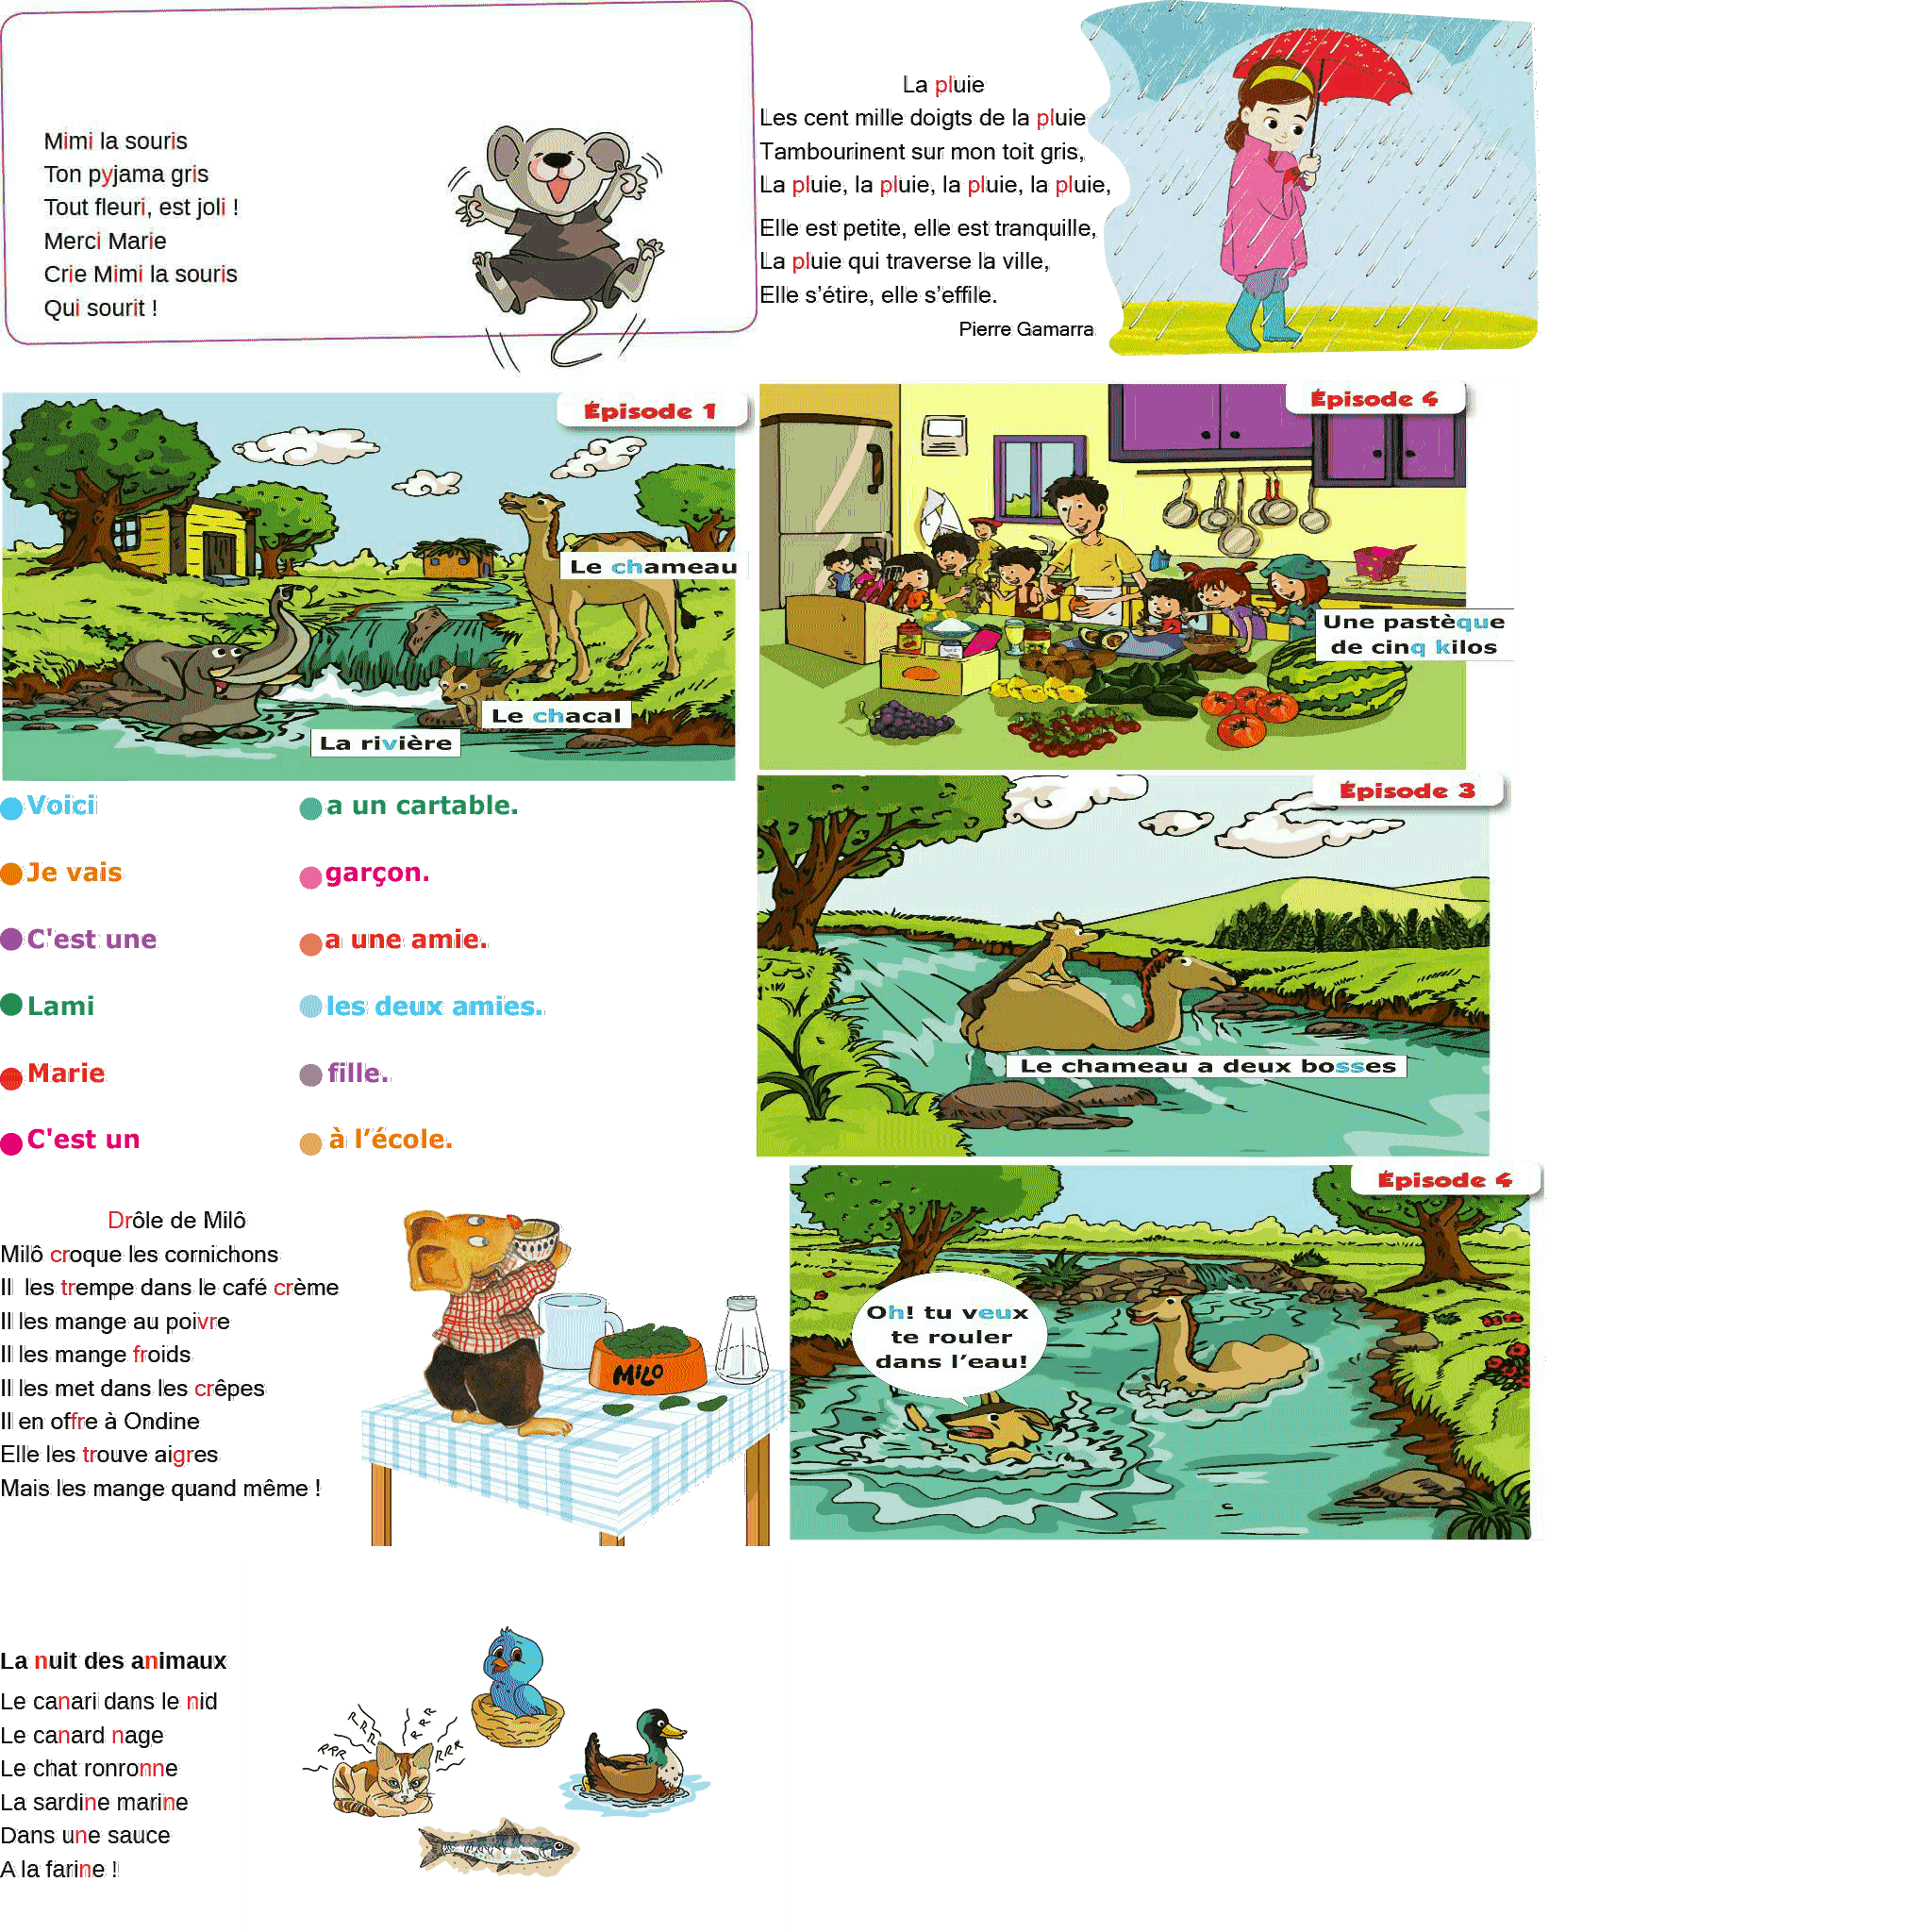 Mimi la souris
Ton pyjama gris
Tout fleuri, est joli !
Merci Marie
Crie Mimi la souris
Qui sourit !
La pluie
Les cent mille doigts de la pluie
Tambourinent sur mon toit gris,
La pluie, la pluie, la pluie, la pluie,
Elle est petite, elle est tranquille,
La pluie qui traverse la ville,
Elle s'étire, elle s'effile.
Pierre Gamarra
Épisode 1
Le chameau
Le chacal
La rivière
Épisode 4
Une pastèque
de cinq kilos
Voici
a un cartable.
Je vais
garçon.
C'est une
a une amie.
Lami
les deux amies.
Marie
fille.
C'est un
à l'école.
Épisode 3
Le chameau a deux bosses
Drôle de Milô
Milô croque les cornichons
Il les trempe dans le café crème
Il les mange au poivre
Il les mange froids
Il les met dans les crêpes
Il en offre à Ondine
Elle les trouve aigres
Mais les mange quand même !
MiLO
Épisode 4
Oh! tu veux
te rouler
dans l'eau!
La nuit des animaux
Le canari dans le nid
Le canard nage
Le chat ronronne
La sardine marine
Dans une sauce
A la farine !
RRR
RRR
RRR
RRR